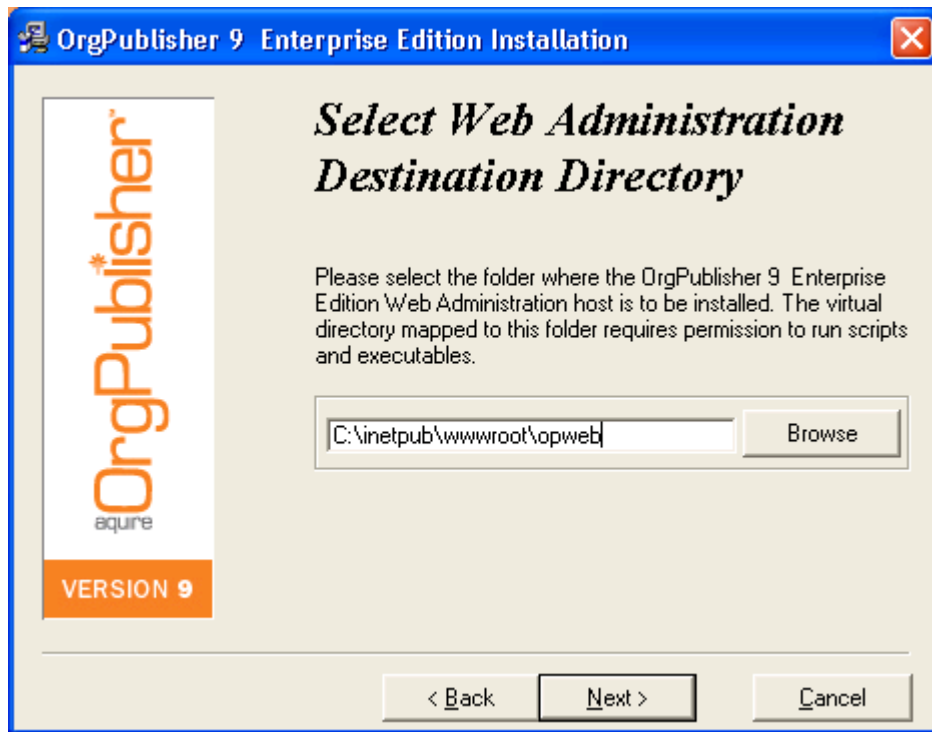 OrgPublisher 9 Enterprise Edition Installation
OrgPublisher
aquire
VERSION 9
Select Web Administration
Destination Directory
Please select the folder where the OrgPublisher 9 Enterprise
Edition Web Administration host is to be installed. The virtual
directory mapped to this folder requires permission to run scripts
and executables.
C:\inetpub\wwwroot\opweb
Browse
< Back
Next >
Cancel